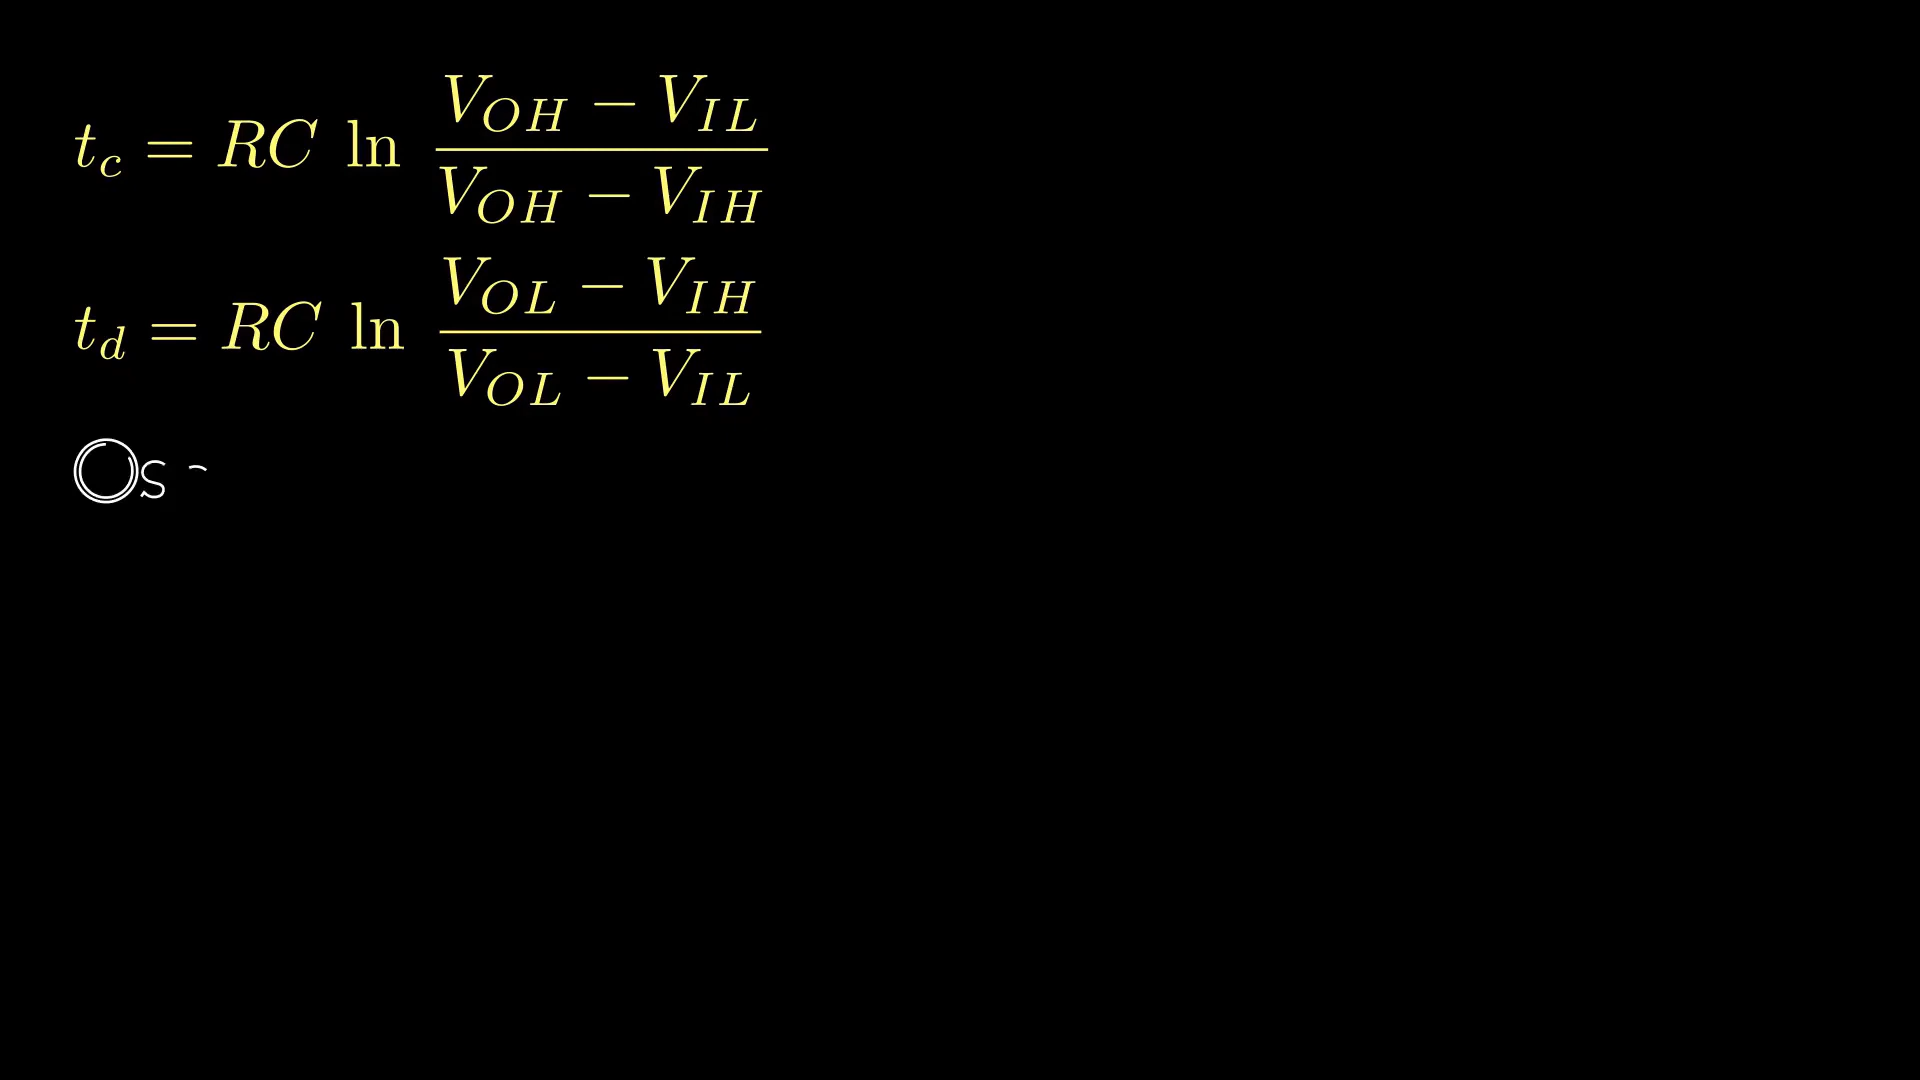 t_c = RC ln (V_OH − V_IL)/(V_OH − V_IH)
t_d = RC ln (V_OL − V_IH)/(V_OL − V_IL)